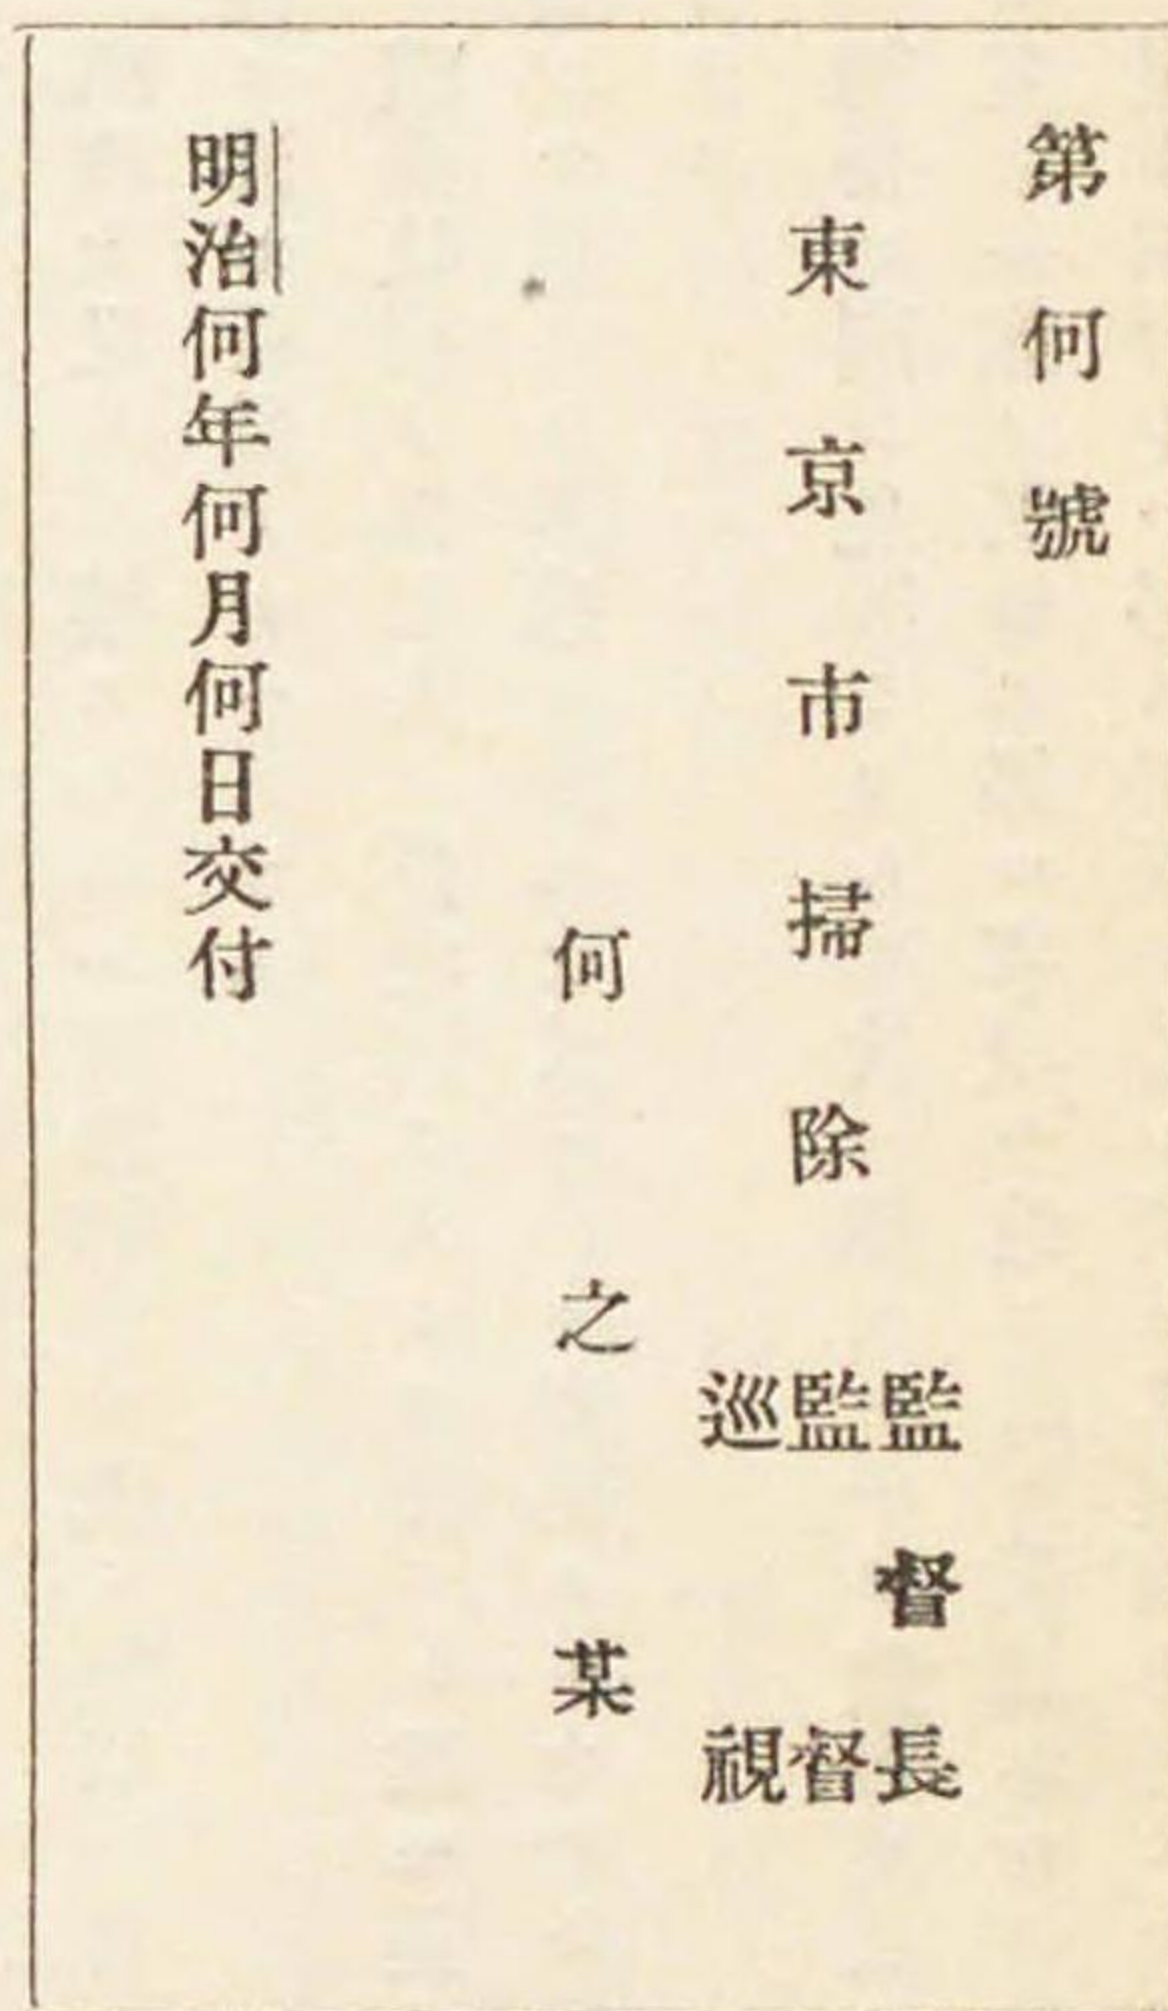 第何號
東京市掃除
監督長
監督
巡視
何之某
明治何年何月何日交付